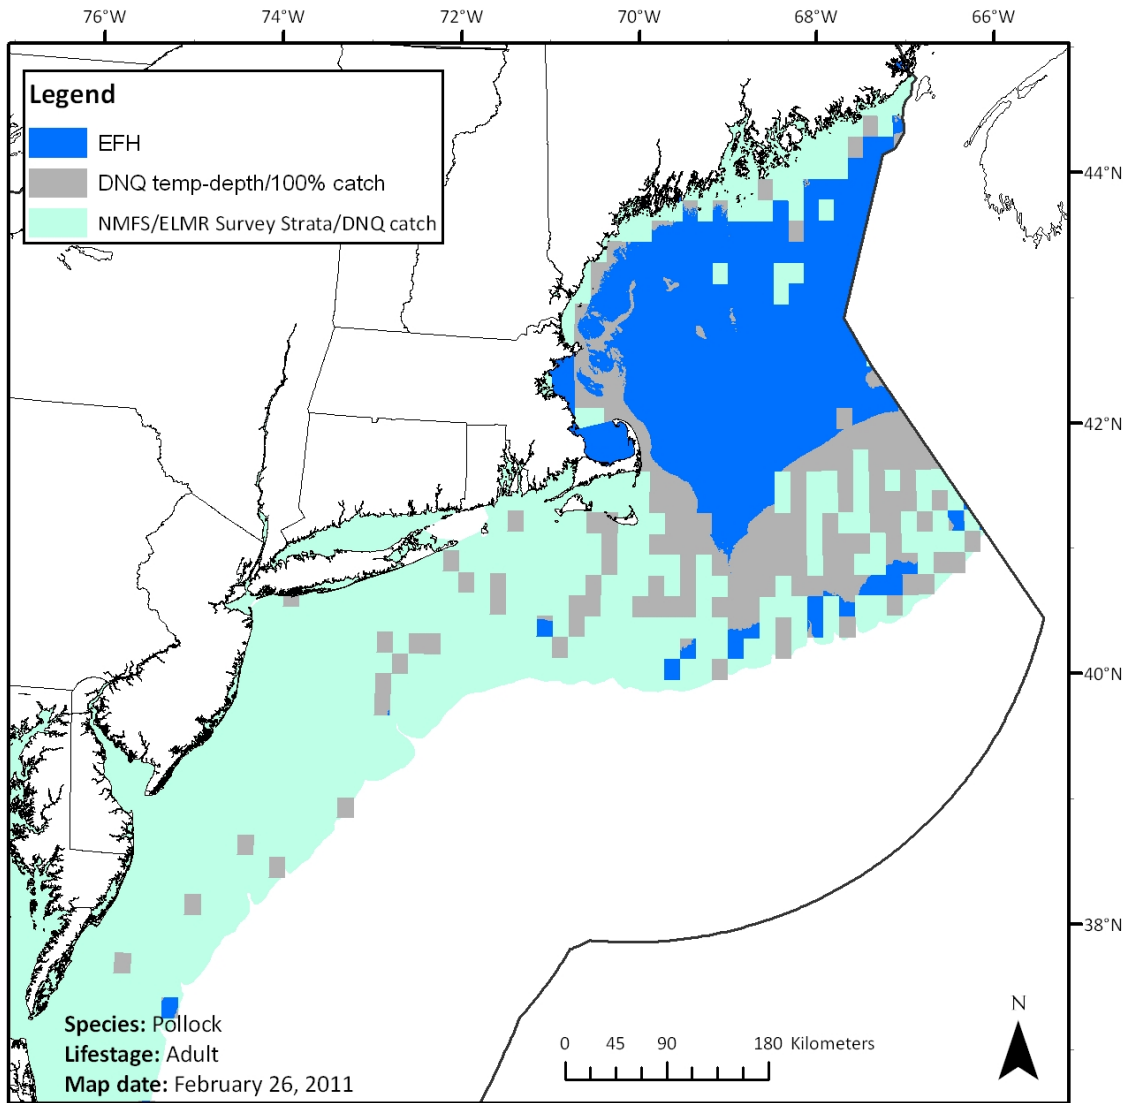 76°W 74°W 72°W 70°W 68°W 66°W
Legend
EFH
DNQ temp-depth/100% catch
NMFS/ELMR Survey Strata/DNQ catch
44°N
42°N
40°N
38°N
Species: Pollock
Lifestage: Adult
Map date: February 26, 2011
0 45 90 180 Kilometers
N